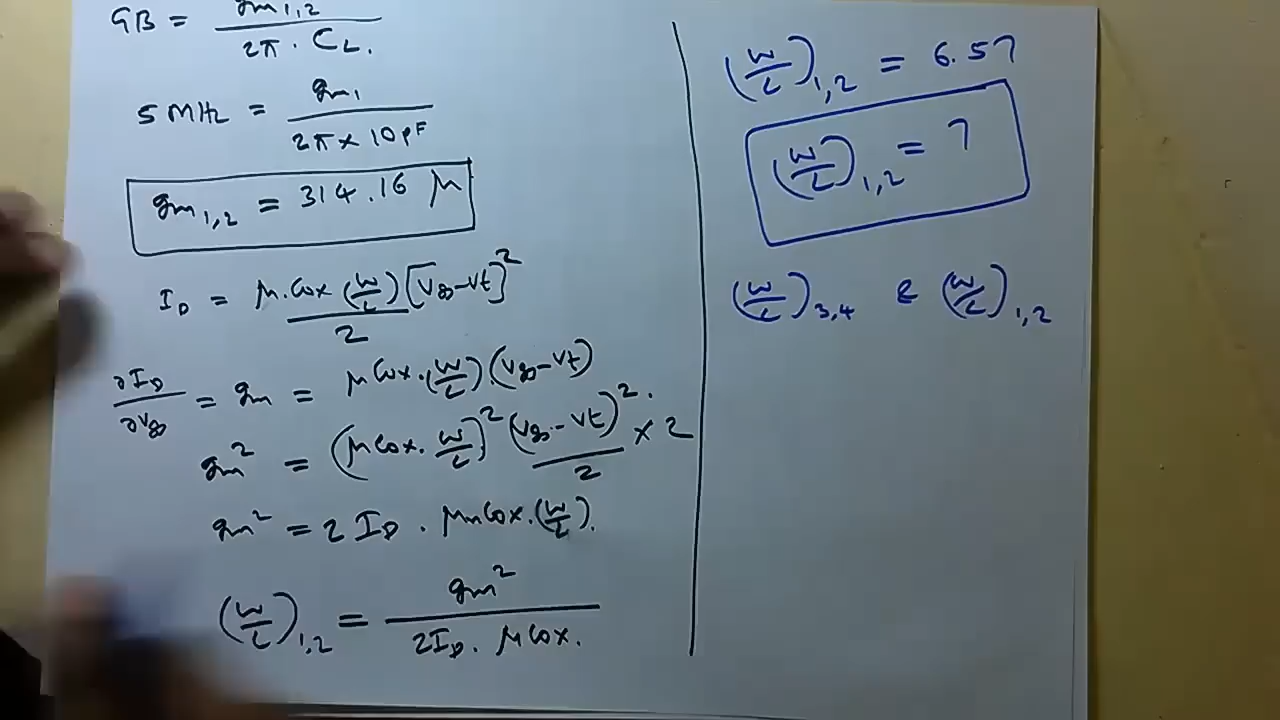 GB = gm1,2 / 2π · CL.
5 MHz = gm1 / 2π × 10 pF
gm1,2 = 314.16 μ
ID = μ.Cox (W/L) [Vgs-Vt]² / 2
∂ID / ∂Vgs = gm = μCox.(W/L).(Vgs-Vt)
gm² = (μCox. W/L)² (Vgs-Vt)². / 2 × 2
gm² = 2 ID . μnCox.(W/L).
(W/L)1,2 = gm² / 2ID. μCox.
(W/L)1,2 = 6.57
(W/L)1,2 = 7
(W/L)3,4 & (W/L)1,2